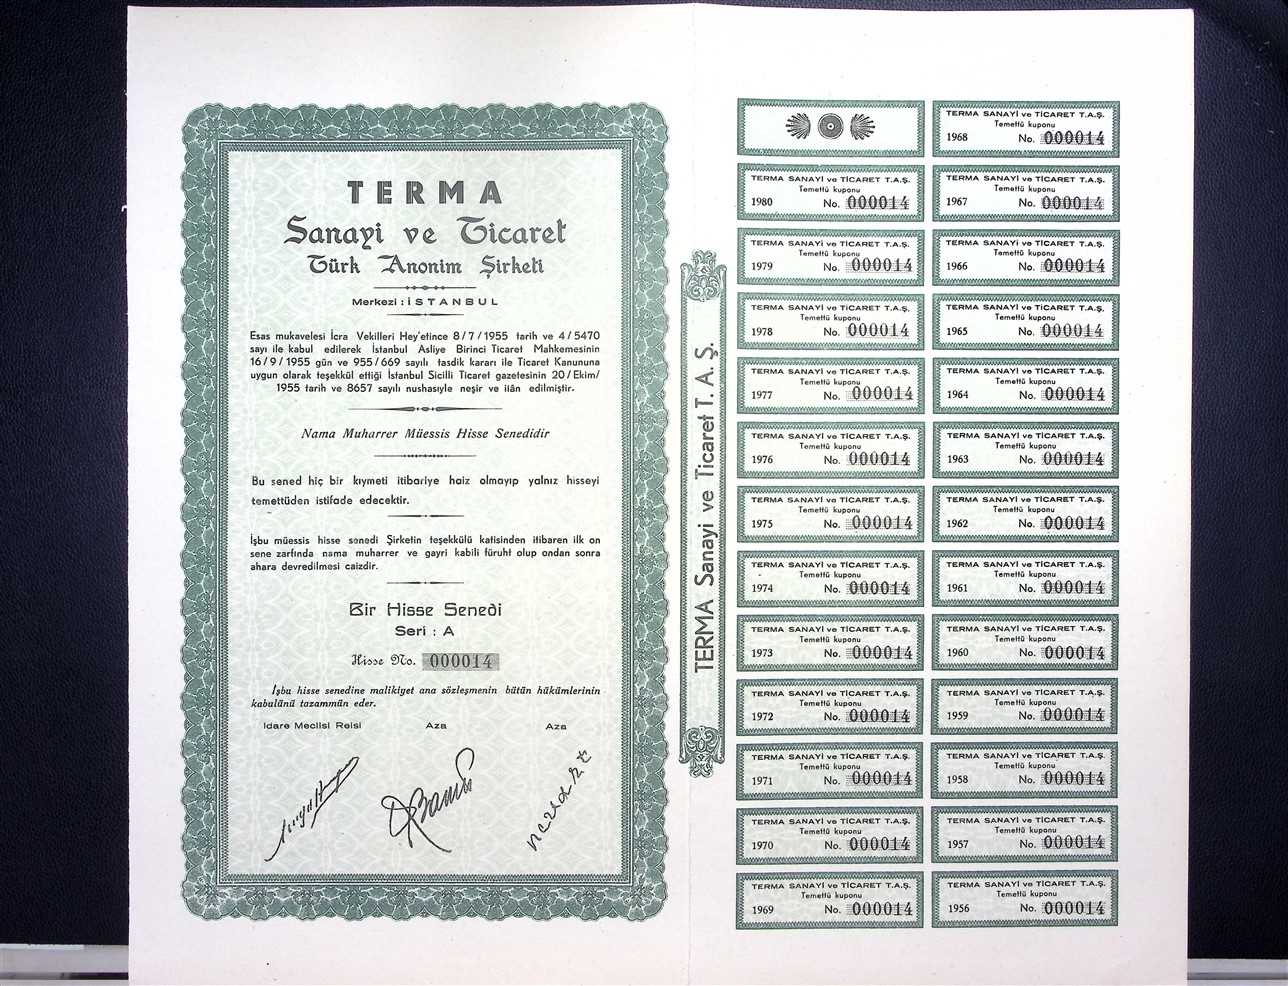 TERMA
Sanayi ve Ticaret
Türk Anonim Şirketi
Merkezi : İSTANBUL
Esas mukavelesi İcra Vekilleri Hey'etince 8/7/1955 tarih ve 4/5470
sayı ile kabul edilerek İstanbul Asliye Birinci Ticaret Mahkemesinin
16/9/1955 gün ve 955/669 sayılı tasdik kararı ile Ticaret Kanununa
uygun olarak teşekkül ettiği İstanbul Sicilli Ticaret gazetesinin 20/Ekim/
1955 tarih ve 8657 sayılı nushasıyle neşir ve ilân edilmiştir.
Nama Muharrer Müessis Hisse Senedidir
Bu sened hiç bir kıymeti itibariye haiz olmayıp yalnız hisseyi
temettüden istifade edecektir.
İşbu müessis hisse senedi Şirketin teşekkülü katisinden itibaren ilk on
sene zarfında nama muharrer ve gayri kabili füruht olup ondan sonra
ahara devredilmesi caizdir.
Bir Hisse Senedi
Seri : A
Hisse No. 000014
İşbu hisse senedine malikiyet ana sözleşmenin bütün hükümlerinin
kabulünü tazammün eder.
İdare Meclisi Reisi Aza Aza
TERMA Sanayi ve Ticaret T. A. Ş.
TERMA SANAYİ ve TİCARET T.A.Ş.
Temettü kuponu
1980 No. 000014
TERMA SANAYİ ve TİCARET T.A.Ş.
Temettü kuponu
1979 No. 000014
TERMA SANAYİ ve TİCARET T.A.Ş.
Temettü kuponu
1978 No. 000014
TERMA SANAYİ ve TİCARET T.A.Ş.
Temettü kuponu
1977 No. 000014
TERMA SANAYİ ve TİCARET T.A.Ş.
Temettü kuponu
1976 No. 000014
TERMA SANAYİ ve TİCARET T.A.Ş.
Temettü kuponu
1975 No. 000014
TERMA SANAYİ ve TİCARET T.A.Ş.
Temettü kuponu
1974 No. 000014
TERMA SANAYİ ve TİCARET T.A.Ş.
Temettü kuponu
1973 No. 000014
TERMA SANAYİ ve TİCARET T.A.Ş.
Temettü kuponu
1972 No. 000014
TERMA SANAYİ ve TİCARET T.A.Ş.
Temettü kuponu
1971 No. 000014
TERMA SANAYİ ve TİCARET T.A.Ş.
Temettü kuponu
1970 No. 000014
TERMA SANAYİ ve TİCARET T.A.Ş.
Temettü kuponu
1969 No. 000014
TERMA SANAYİ ve TİCARET T.A.Ş.
Temettü kuponu
1968 No. 000014
TERMA SANAYİ ve TİCARET T.A.Ş.
Temettü kuponu
1967 No. 000014
TERMA SANAYİ ve TİCARET T.A.Ş.
Temettü kuponu
1966 No. 000014
TERMA SANAYİ ve TİCARET T.A.Ş.
Temettü kuponu
1965 No. 000014
TERMA SANAYİ ve TİCARET T.A.Ş.
Temettü kuponu
1964 No. 000014
TERMA SANAYİ ve TİCARET T.A.Ş.
Temettü kuponu
1963 No. 000014
TERMA SANAYİ ve TİCARET T.A.Ş.
Temettü kuponu
1962 No. 000014
TERMA SANAYİ ve TİCARET T.A.Ş.
Temettü kuponu
1961 No. 000014
TERMA SANAYİ ve TİCARET T.A.Ş.
Temettü kuponu
1960 No. 000014
TERMA SANAYİ ve TİCARET T.A.Ş.
Temettü kuponu
1959 No. 000014
TERMA SANAYİ ve TİCARET T.A.Ş.
Temettü kuponu
1958 No. 000014
TERMA SANAYİ ve TİCARET T.A.Ş.
Temettü kuponu
1957 No. 000014
TERMA SANAYİ ve TİCARET T.A.Ş.
Temettü kuponu
1956 No. 000014